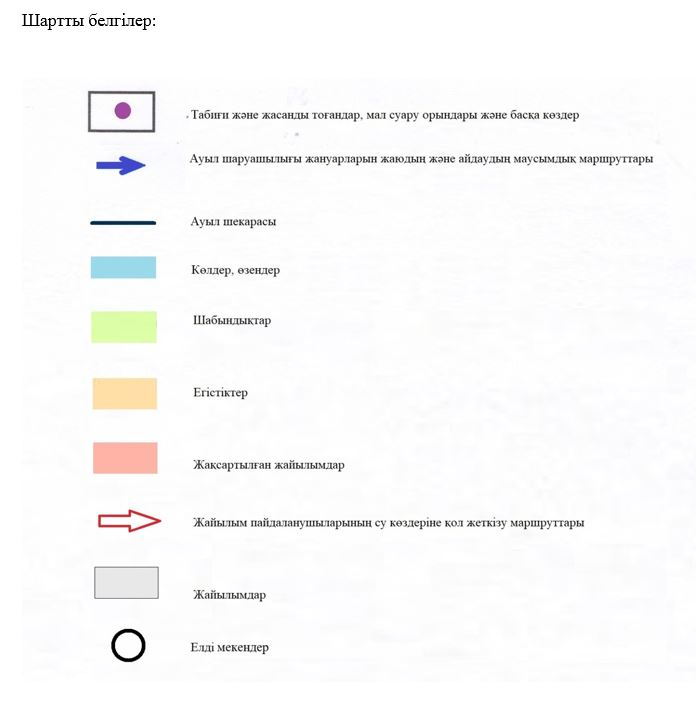 Шартты белгілер:
Табиғи және жасанды тоғандар, мал суару орындары және басқа көздер
Ауыл шаруашылығы жануарларын жаюдың және айдаудың маусымдық маршруттары
Ауыл шекарасы
Көлдер, өзендер
Шабындықтар
Егістіктер
Жақсартылған жайылымдар
Жайылым пайдаланушыларының су көздеріне қол жеткізу маршруттары
Жайылымдар
Елді мекендер